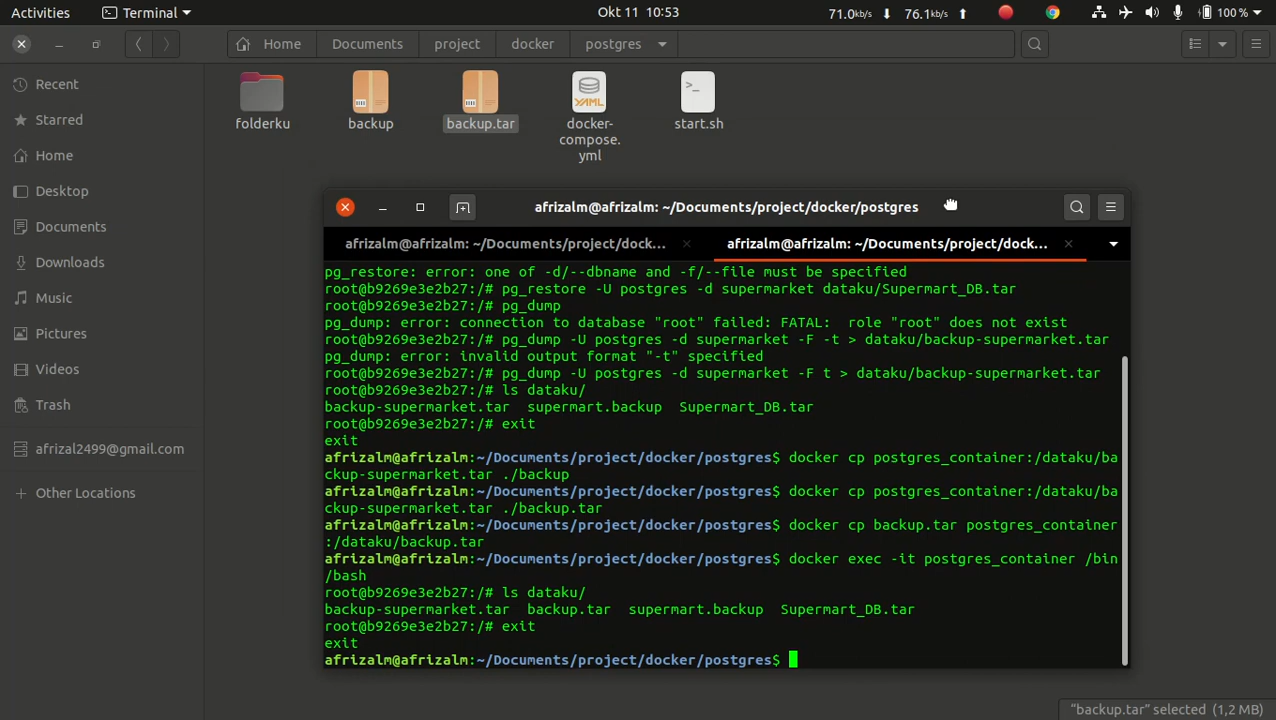 Activities
Terminal
Okt 11 10:53
71.0kb/s
76.1kb/s
100 %
Home
Documents
project
docker
postgres
Recent
Starred
Home
Desktop
Documents
Downloads
Music
Pictures
Videos
Trash
afrizal2499@gmail.com
+ Other Locations
folderku
backup
backup.tar
YAML
docker-
compose.
yml
>_
start.sh
afrizalm@afrizalm: ~/Documents/project/docker/postgres
afrizalm@afrizalm: ~/Documents/project/dock...
afrizalm@afrizalm: ~/Documents/project/dock...
pg_restore: error: one of -d/--dbname and -f/--file must be specified
root@b9269e3e2b27:/# pg_restore -U postgres -d supermarket dataku/Supermart_DB.tar
root@b9269e3e2b27:/# pg_dump
pg_dump: error: connection to database "root" failed: FATAL:  role "root" does not exist
root@b9269e3e2b27:/# pg_dump -U postgres -d supermarket -F -t > dataku/backup-supermarket.tar
pg_dump: error: invalid output format "-t" specified
root@b9269e3e2b27:/# pg_dump -U postgres -d supermarket -F t > dataku/backup-supermarket.tar
root@b9269e3e2b27:/# ls dataku/
backup-supermarket.tar  supermart.backup  Supermart_DB.tar
root@b9269e3e2b27:/# exit
exit
afrizalm@afrizalm:~/Documents/project/docker/postgres$ docker cp postgres_container:/dataku/ba
ckup-supermarket.tar ./backup
afrizalm@afrizalm:~/Documents/project/docker/postgres$ docker cp postgres_container:/dataku/ba
ckup-supermarket.tar ./backup.tar
afrizalm@afrizalm:~/Documents/project/docker/postgres$ docker cp backup.tar postgres_container
:/dataku/backup.tar
afrizalm@afrizalm:~/Documents/project/docker/postgres$ docker exec -it postgres_container /bin
/bash
root@b9269e3e2b27:/# ls dataku/
backup-supermarket.tar  backup.tar  supermart.backup  Supermart_DB.tar
root@b9269e3e2b27:/# exit
exit
afrizalm@afrizalm:~/Documents/project/docker/postgres$
"backup.tar" selected (1,2 MB)